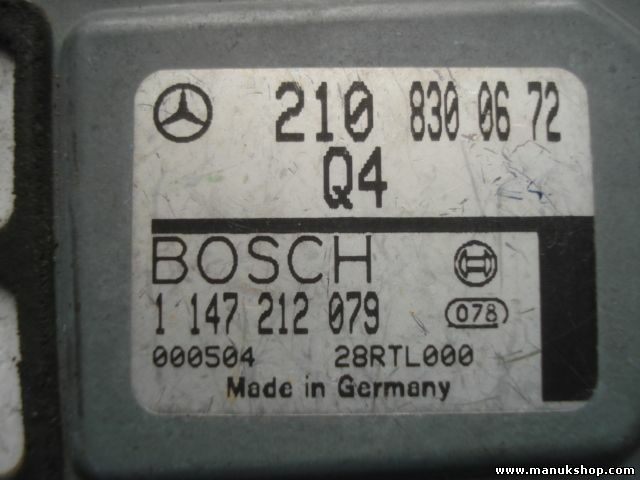 210 830 06 72
Q4
BOSCH
1 147 212 079 078
000504 28RTL000
Made in Germany
www.manukshop.com